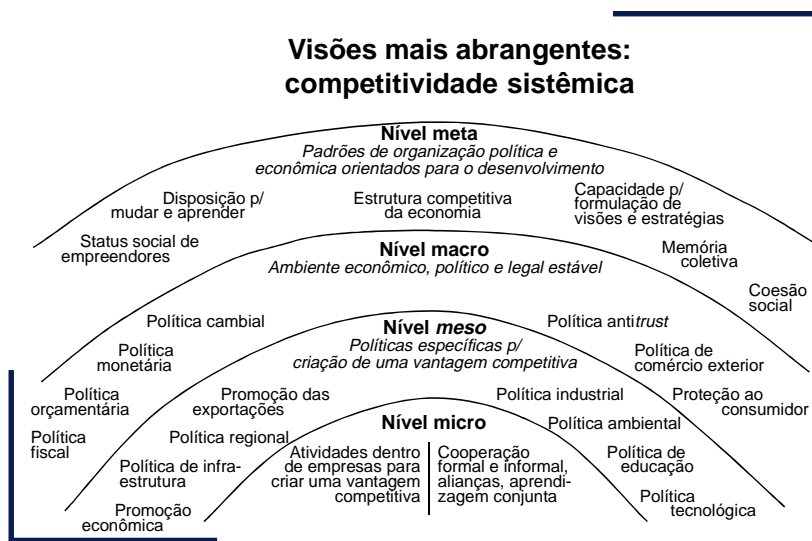 Visões mais abrangentes:
competitividade sistêmica
Nível meta
Padrões de organização política e
econômica orientados para o desenvolvimento
Disposição p/
mudar e aprender
Estrutura competitiva
da economia
Capacidade p/
formulação de
visões e estratégias
Status social de
empreendores
Memória
coletiva
Coesão
social
Nível macro
Ambiente econômico, político e legal estável
Política cambial
Política antitrust
Política
monetária
Política de
comércio exterior
Política
orçamentária
Proteção ao
consumidor
Política
fiscal
Nível meso
Políticas específicas p/
criação de uma vantagem competitiva
Promoção das
exportações
Política industrial
Política regional
Política ambiental
Política de infra-
estrutura
Política de
educação
Promoção
econômica
Política
tecnológica
Nível micro
Atividades dentro
de empresas para
criar uma vantagem
competitiva
Cooperação
formal e informal,
alianças, aprendi-
zagem conjunta